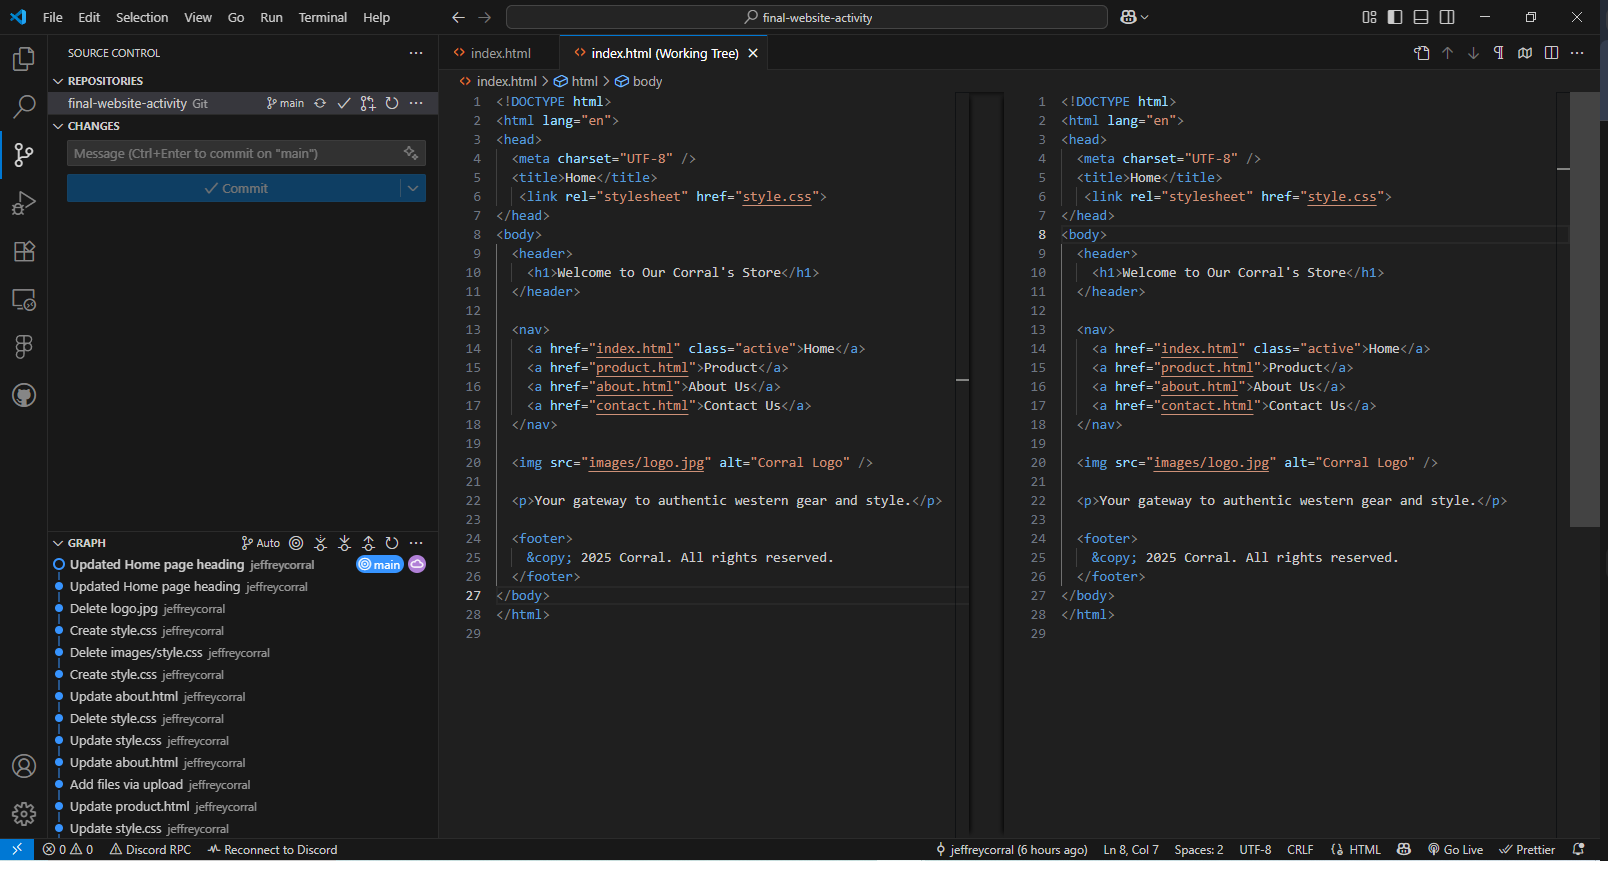 File Edit Selection View Go Run Terminal Help
final-website-activity
SOURCE CONTROL
REPOSITORIES
final-website-activity Git main
CHANGES
Message (Ctrl+Enter to commit on "main")
Commit
GRAPH Auto
Updated Home page heading jeffreycorral main
Updated Home page heading jeffreycorral
Delete logo.jpg jeffreycorral
Create style.css jeffreycorral
Delete images/style.css jeffreycorral
Create style.css jeffreycorral
Update about.html jeffreycorral
Delete style.css jeffreycorral
Update style.css jeffreycorral
Update about.html jeffreycorral
Add files via upload jeffreycorral
Update product.html jeffreycorral
Update style.css jeffreycorral
index.html
index.html (Working Tree)
index.html html body
1 <!DOCTYPE html>
2 <html lang="en">
3 <head>
4 <meta charset="UTF-8" />
5 <title>Home</title>
6 <link rel="stylesheet" href="style.css">
7 </head>
8 <body>
9 <header>
10 <h1>Welcome to Our Corral's Store</h1>
11 </header>
12
13 <nav>
14 <a href="index.html" class="active">Home</a>
15 <a href="product.html">Product</a>
16 <a href="about.html">About Us</a>
17 <a href="contact.html">Contact Us</a>
18 </nav>
19
20 <img src="images/logo.jpg" alt="Corral Logo" />
21
22 <p>Your gateway to authentic western gear and style.</p>
23
24 <footer>
25 &copy; 2025 Corral. All rights reserved.
26 </footer>
27 </body>
28 </html>
29
1 <!DOCTYPE html>
2 <html lang="en">
3 <head>
4 <meta charset="UTF-8" />
5 <title>Home</title>
6 <link rel="stylesheet" href="style.css">
7 </head>
8 <body>
9 <header>
10 <h1>Welcome to Our Corral's Store</h1>
11 </header>
12
13 <nav>
14 <a href="index.html" class="active">Home</a>
15 <a href="product.html">Product</a>
16 <a href="about.html">About Us</a>
17 <a href="contact.html">Contact Us</a>
18 </nav>
19
20 <img src="images/logo.jpg" alt="Corral Logo" />
21
22 <p>Your gateway to authentic western gear and style.</p>
23
24 <footer>
25 &copy; 2025 Corral. All rights reserved.
26 </footer>
27 </body>
28 </html>
29
0 0 Discord RPC Reconnect to Discord jeffreycorral (6 hours ago) Ln 8, Col 7 Spaces: 2 UTF-8 CRLF HTML Go Live Prettier